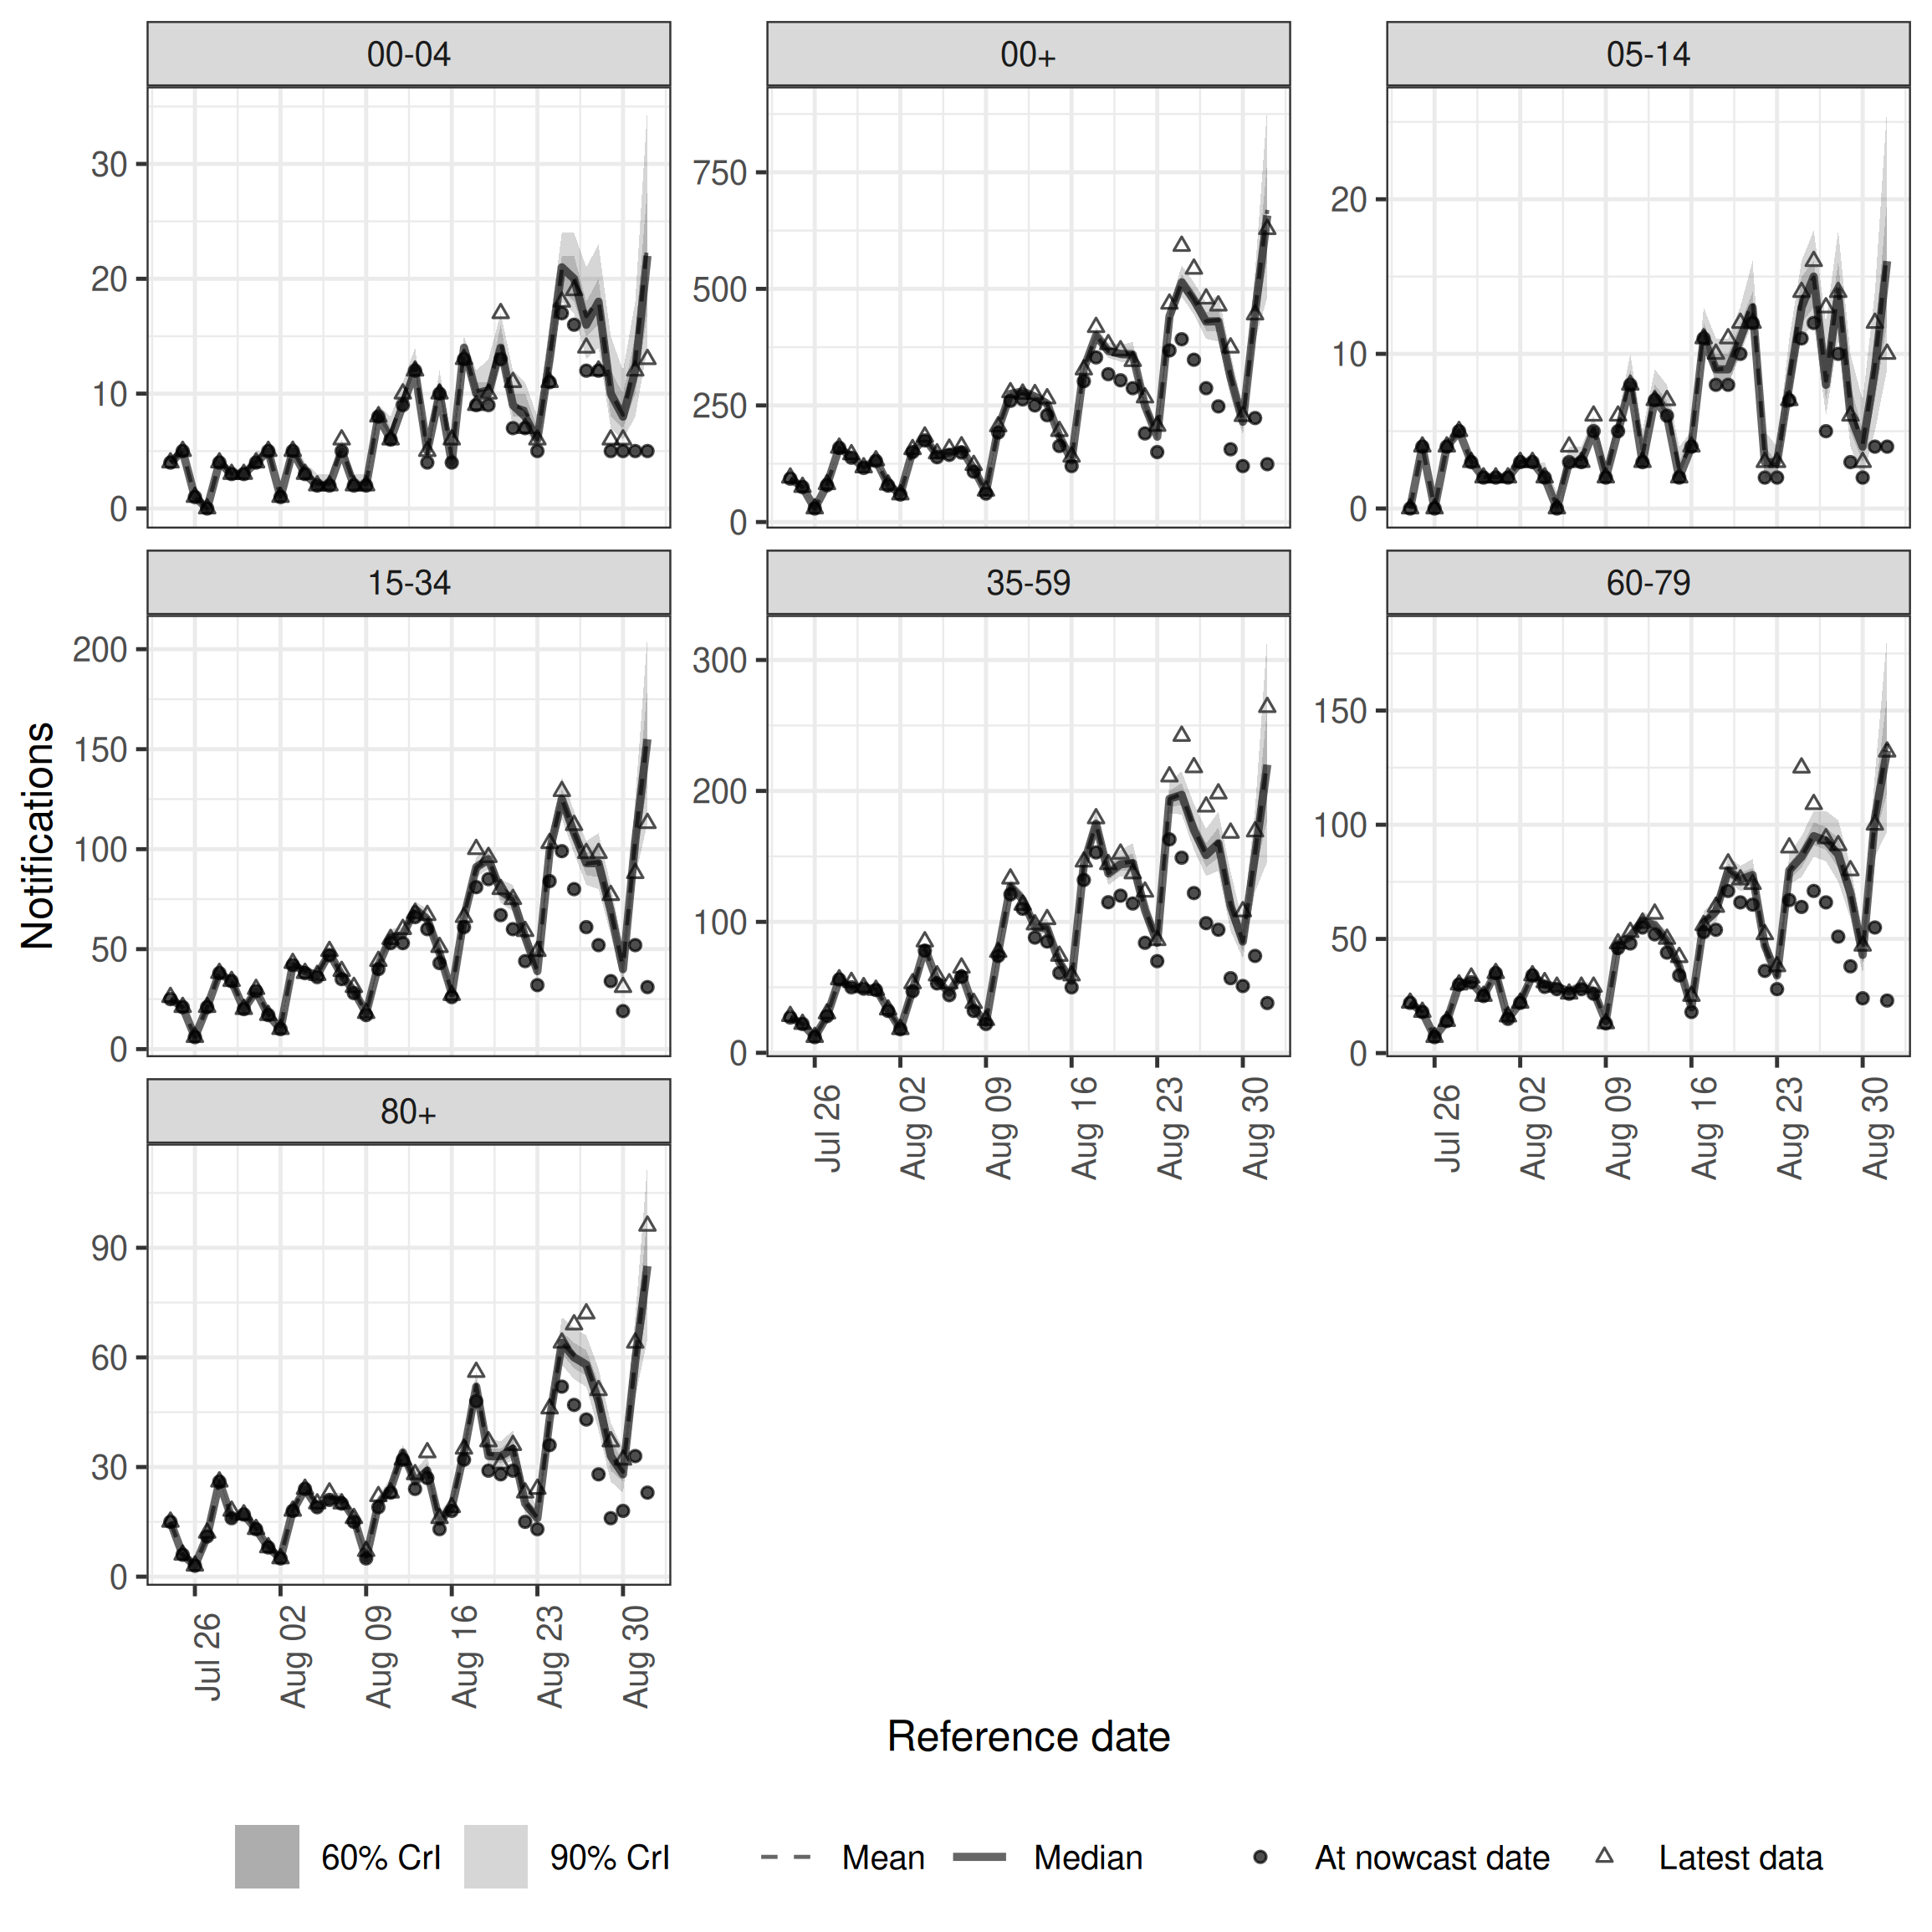 00-04
00+
05-14
30
20
10
0
750
500
250
0
20
10
0
15-34
35-59
60-79
200
150
100
50
0
300
200
100
0
150
100
50
0
Jul 26
Aug 02
Aug 09
Aug 16
Aug 23
Aug 30
Jul 26
Aug 02
Aug 09
Aug 16
Aug 23
Aug 30
80+
90
60
30
0
Jul 26
Aug 02
Aug 09
Aug 16
Aug 23
Aug 30
Notifications
Reference date
60% CrI
90% CrI
Mean
Median
At nowcast date
Latest data